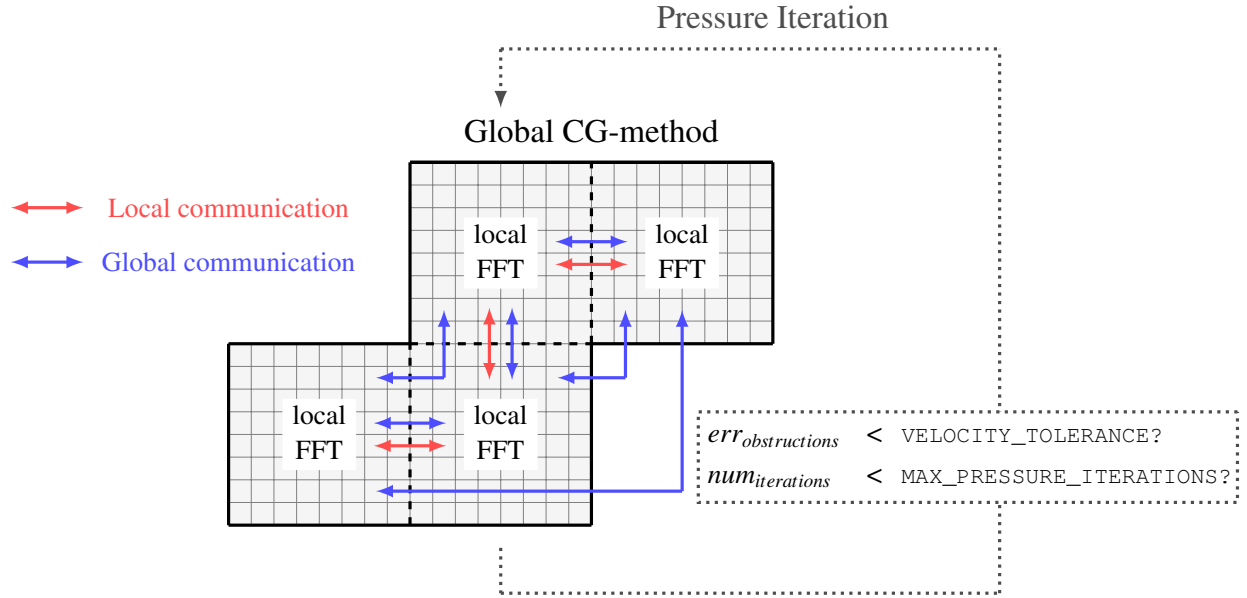 Pressure Iteration
Global CG-method
Local communication
Global communication
local
FFT
local
FFT
local
FFT
local
FFT
err_obstructions < VELOCITY_TOLERANCE?
num_iterations < MAX_PRESSURE_ITERATIONS?